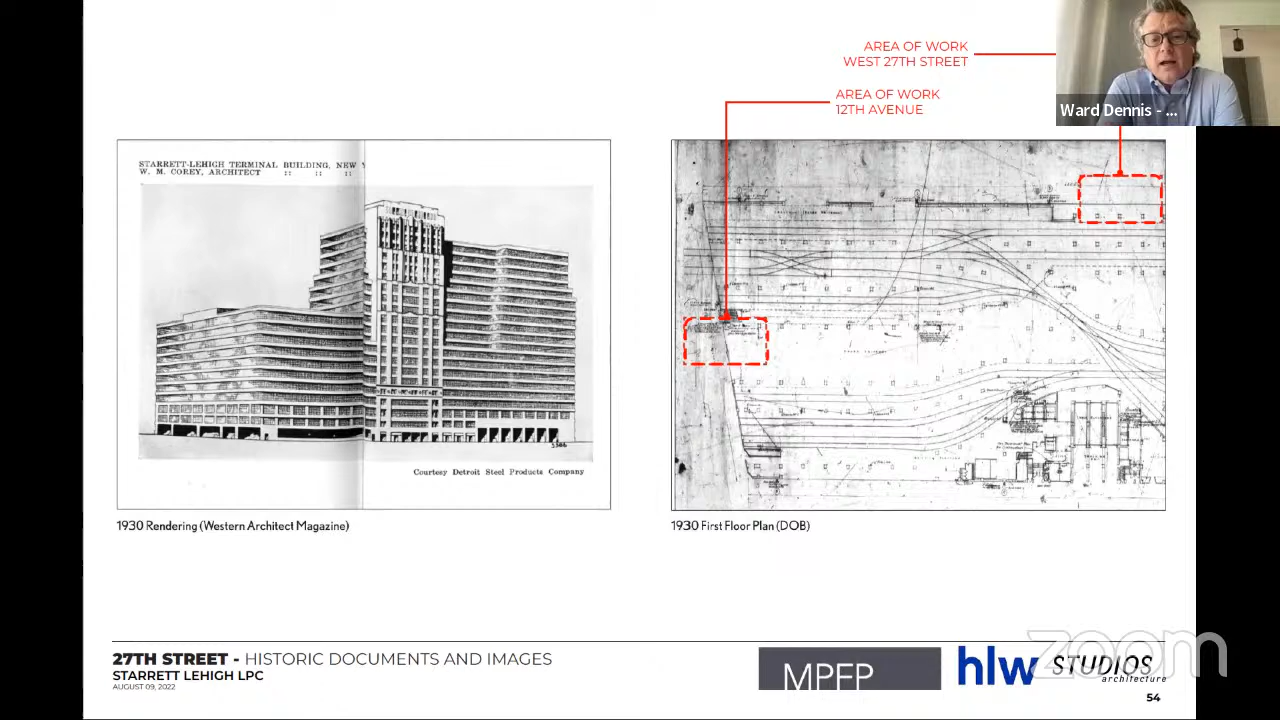 AREA OF WORK
WEST 27TH STREET
AREA OF WORK
12TH AVENUE
Ward Dennis - ...
STARRETT-LEHIGH TERMINAL BUILDING, NEW
W. M. COREY, ARCHITECT :: :: ::
5586
Courtesy Detroit Steel Products Company
1930 Rendering (Western Architect Magazine)
1930 First Floor Plan (DOB)
27TH STREET - HISTORIC DOCUMENTS AND IMAGES
STARRETT LEHIGH LPC
AUGUST 09, 2022
MPFP
hlw
STUDIOS
architecture
zoom
54